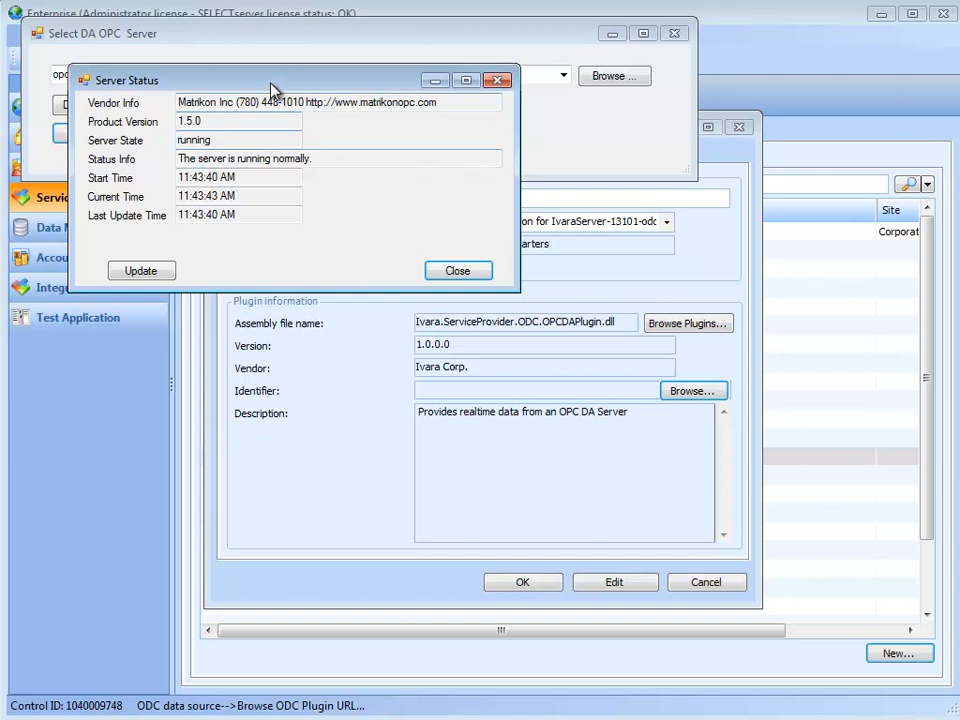 Enterprise (Administrator license - SELECTserver license status: OK)
Select DA OPC Server
opc
Browse ...
D
Server Status
Vendor Info
Matrikon Inc (780) 448-1010 http://www.matrikonopc.com
Product Version
1.5.0
Server State
running
Status Info
The server is running normally.
Start Time
11:43:40 AM
Current Time
11:43:43 AM
Last Update Time
11:43:40 AM
Update
Close
Servic
Data M
Accou
Integ
Test Application
Site
Corporat
on for IvaraServer-13101-odc
arters
Plugin information
Assembly file name:
Ivara.ServiceProvider.ODC.OPCDAPlugin.dll
Browse Plugins...
Version:
1.0.0.0
Vendor:
Ivara Corp.
Identifier:
Browse...
Description:
Provides realtime data from an OPC DA Server
OK
Edit
Cancel
New...
Control ID: 1040009748
ODC data source-->Browse ODC Plugin URL...